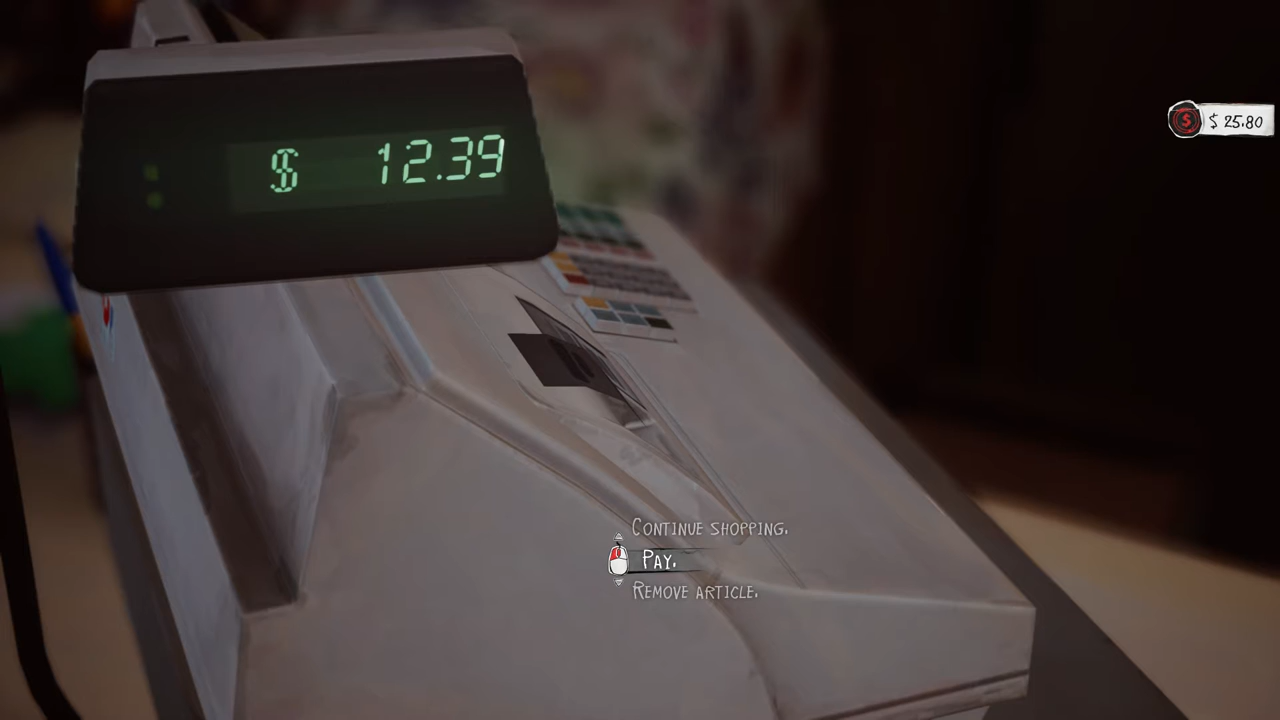 $ 12.39
$ 25.80
CONTINUE SHOPPING.
PAY.
REMOVE ARTICLE.